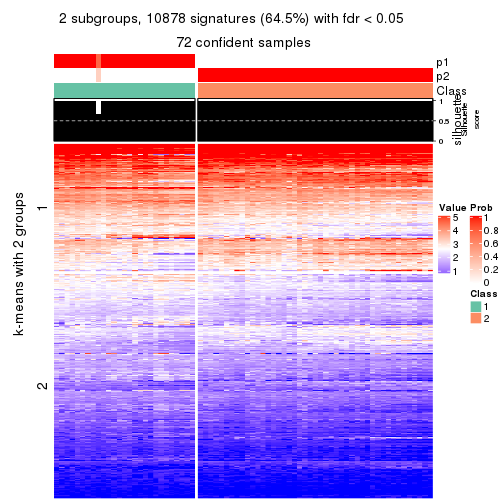 2 subgroups, 10878 signatures (64.5%) with fdr < 0.05
72 confident samples
p1
p2
Class
1
0.5
0
silhouette
Silhouette
score
k-means with 2 groups
1
2
Value
5
4
3
2
1
Prob
1
0.8
0.6
0.4
0.2
0
Class
1
2